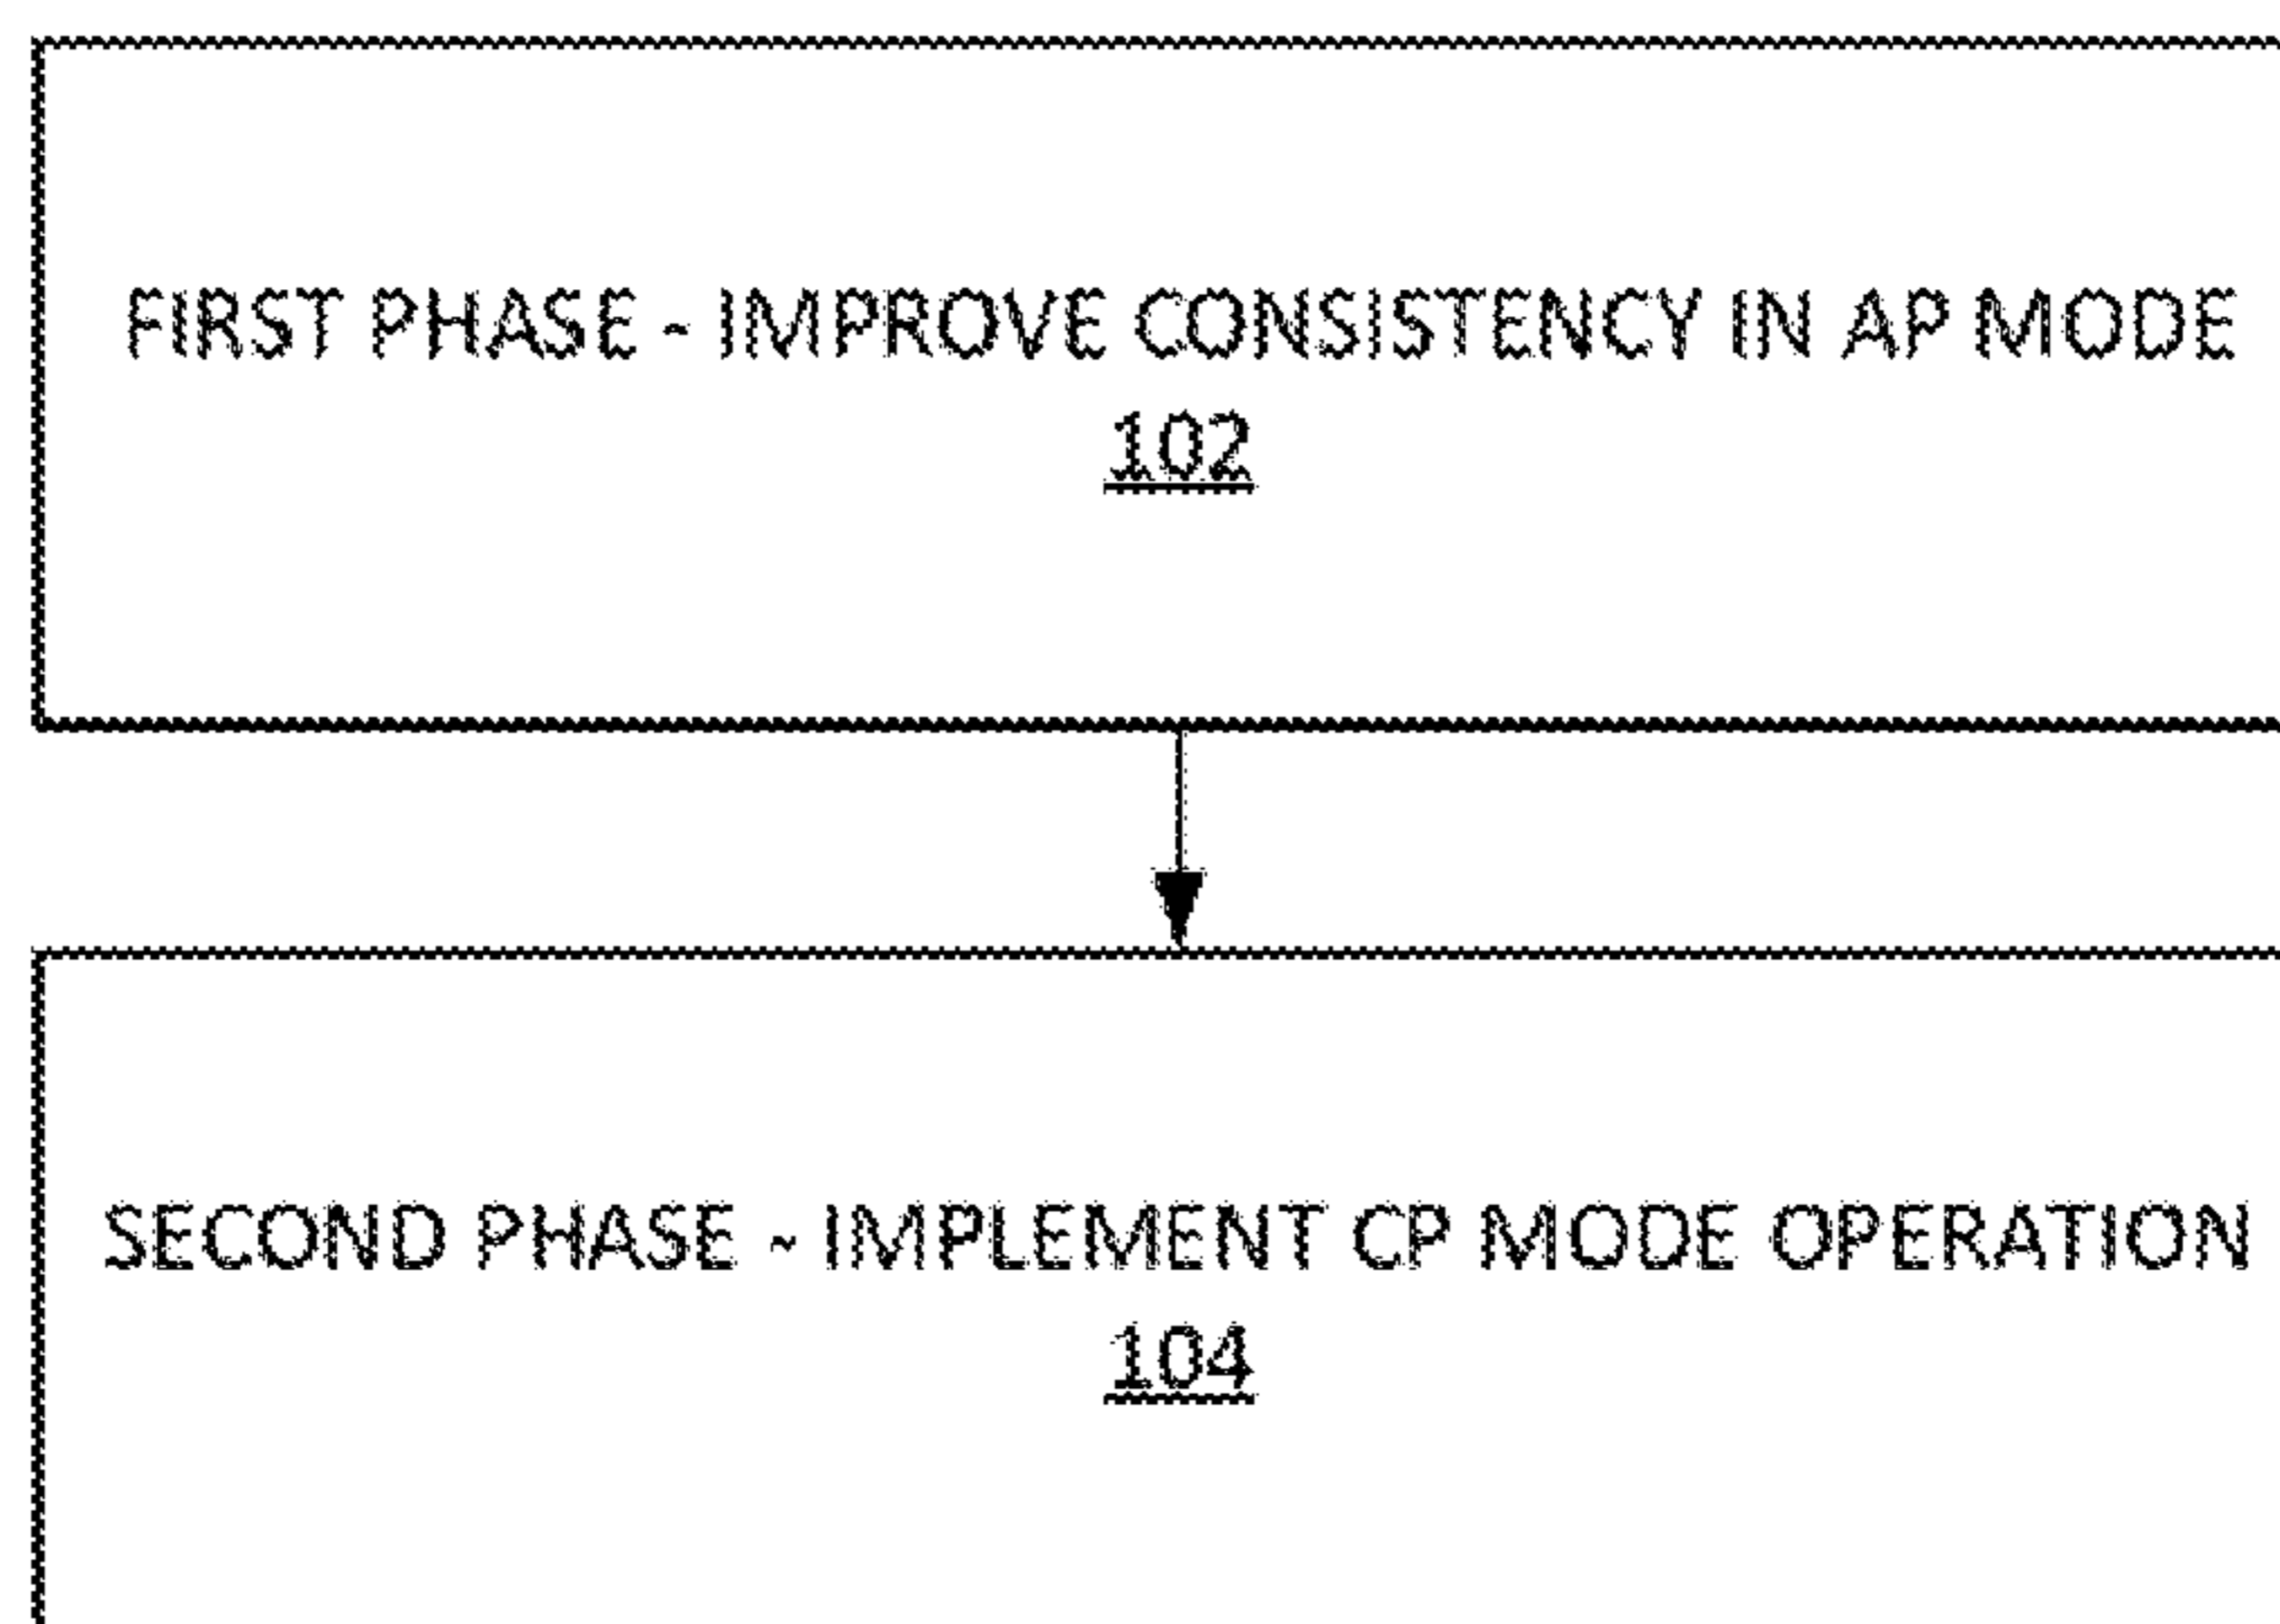 FIRST PHASE - IMPROVE CONSISTENCY IN AP MODE
102
SECOND PHASE - IMPLEMENT CP MODE OPERATION
104